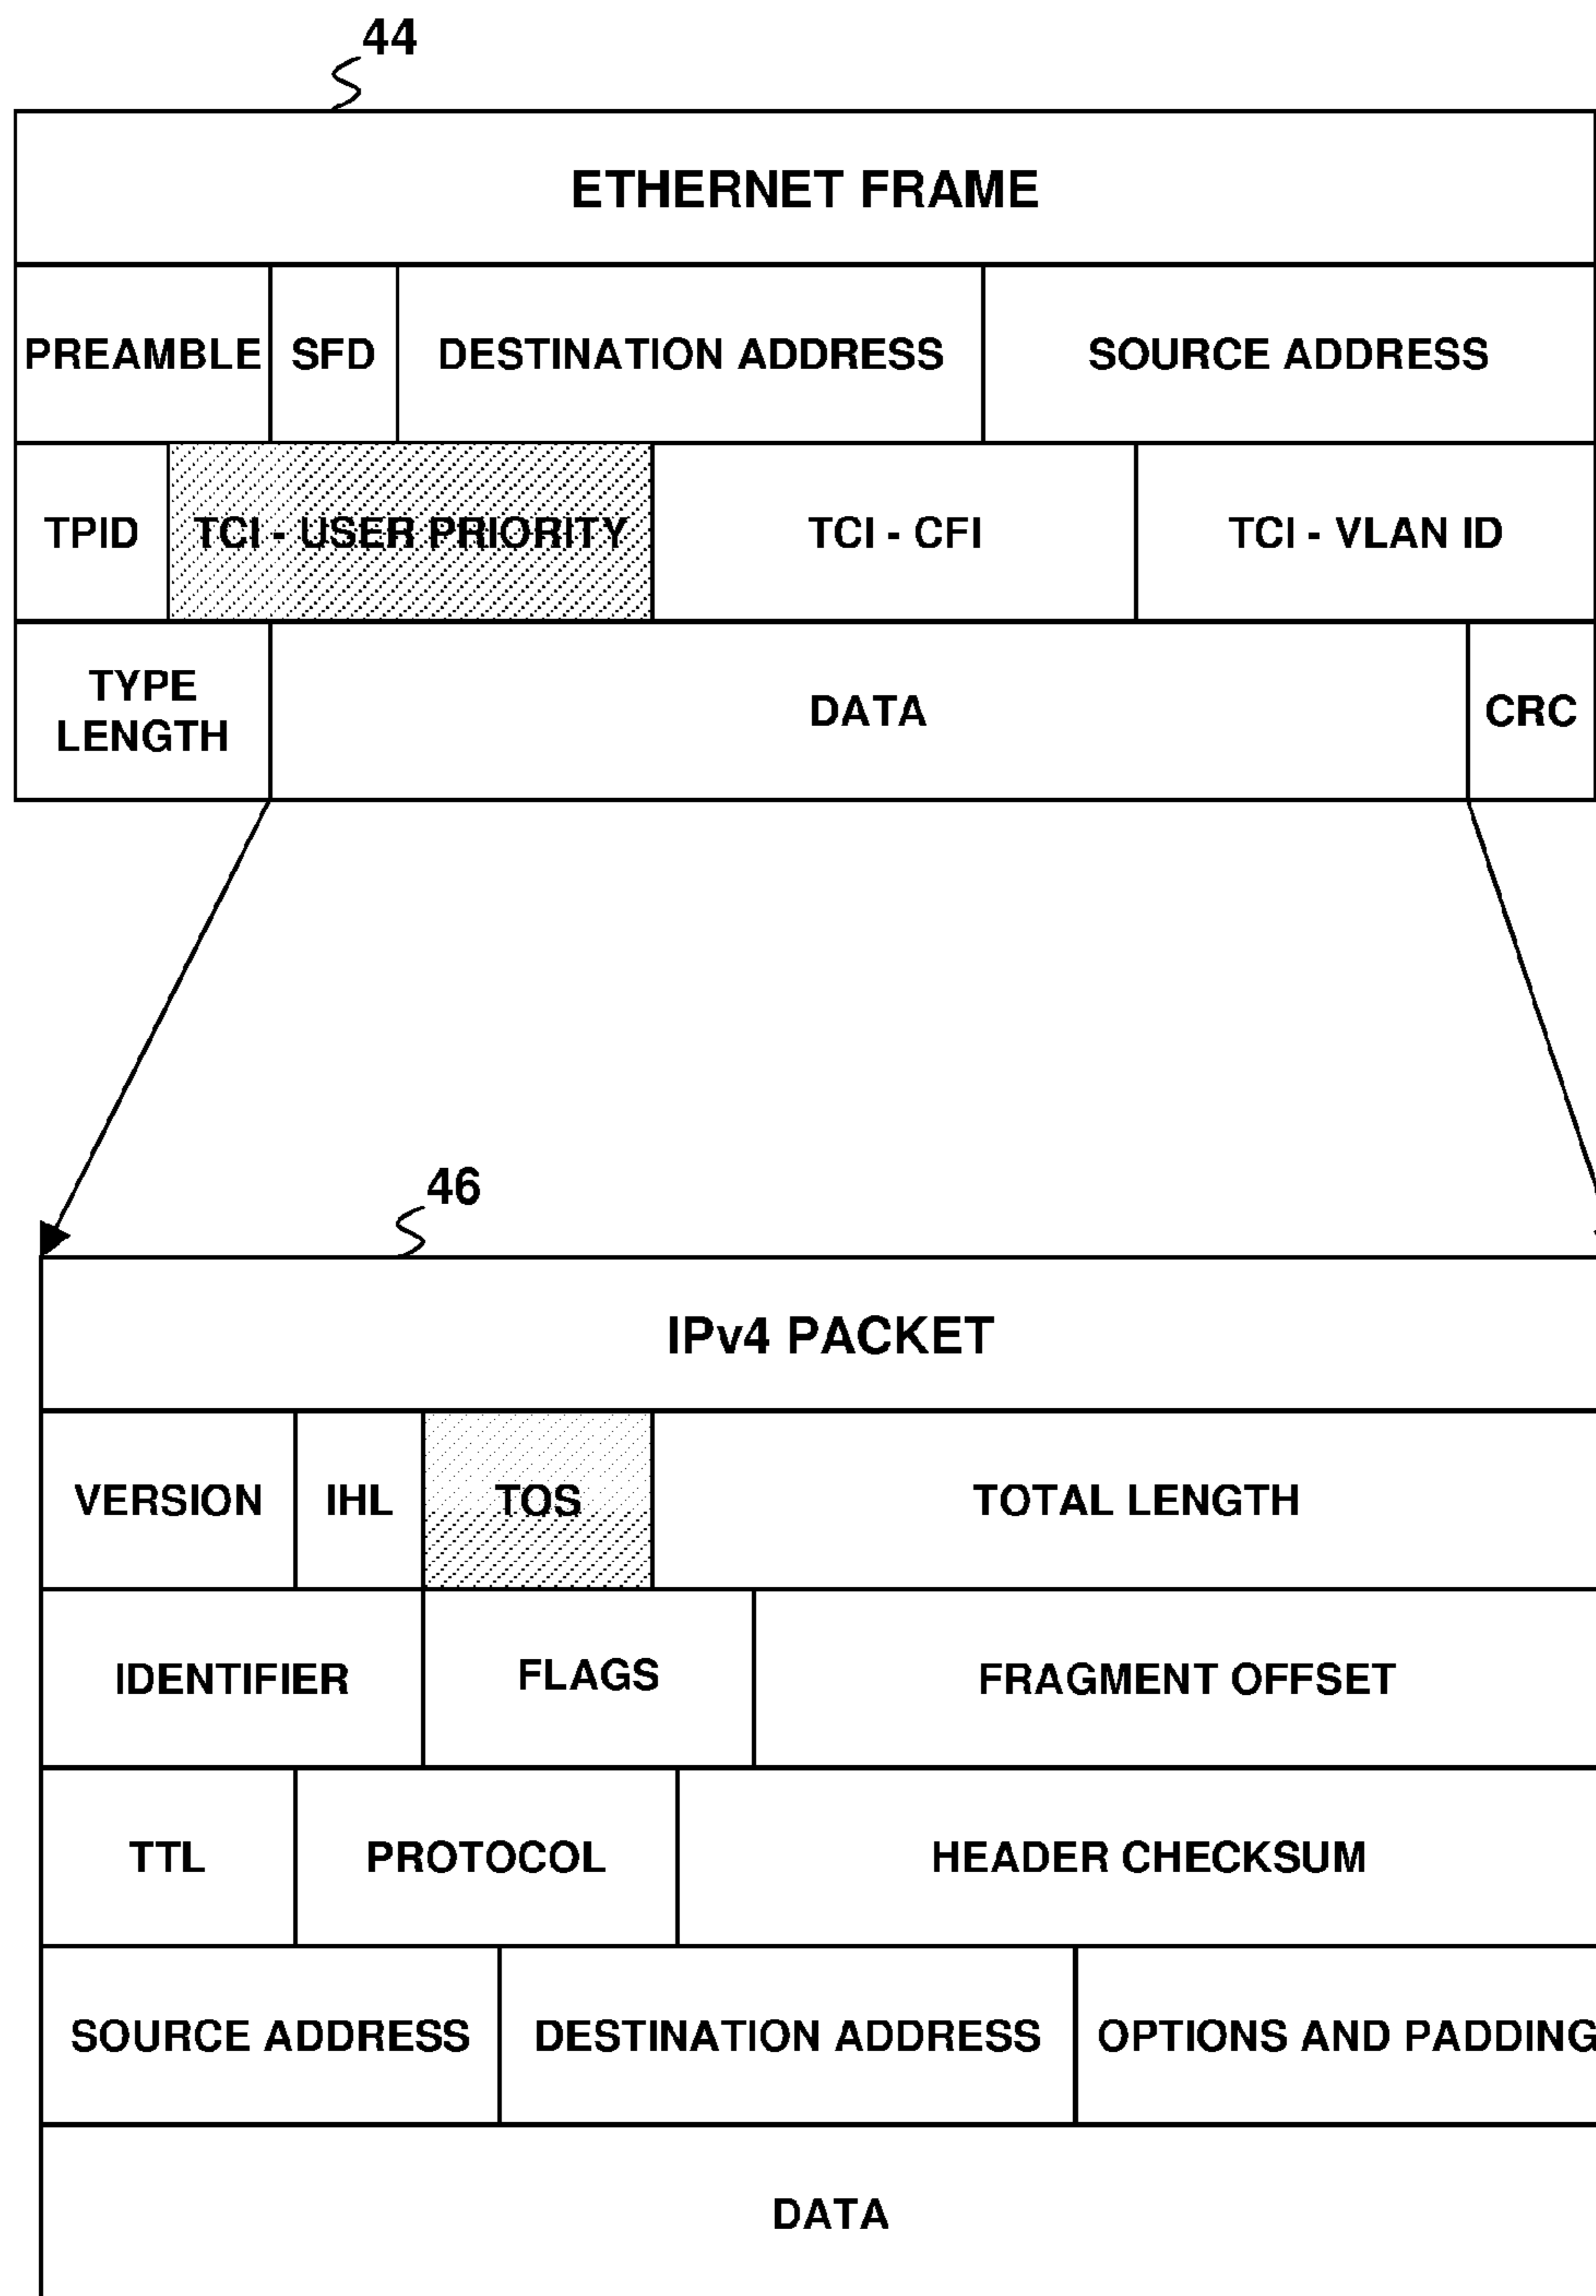 44
ETHERNET FRAME
PREAMBLE SFD DESTINATION ADDRESS SOURCE ADDRESS
TPID TCI - USER PRIORITY TCI - CFI TCI - VLAN ID
TYPE
LENGTH
DATA
CRC
46
IPv4 PACKET
VERSION IHL TOS TOTAL LENGTH
IDENTIFIER FLAGS FRAGMENT OFFSET
TTL PROTOCOL HEADER CHECKSUM
SOURCE ADDRESS DESTINATION ADDRESS OPTIONS AND PADDING
DATA